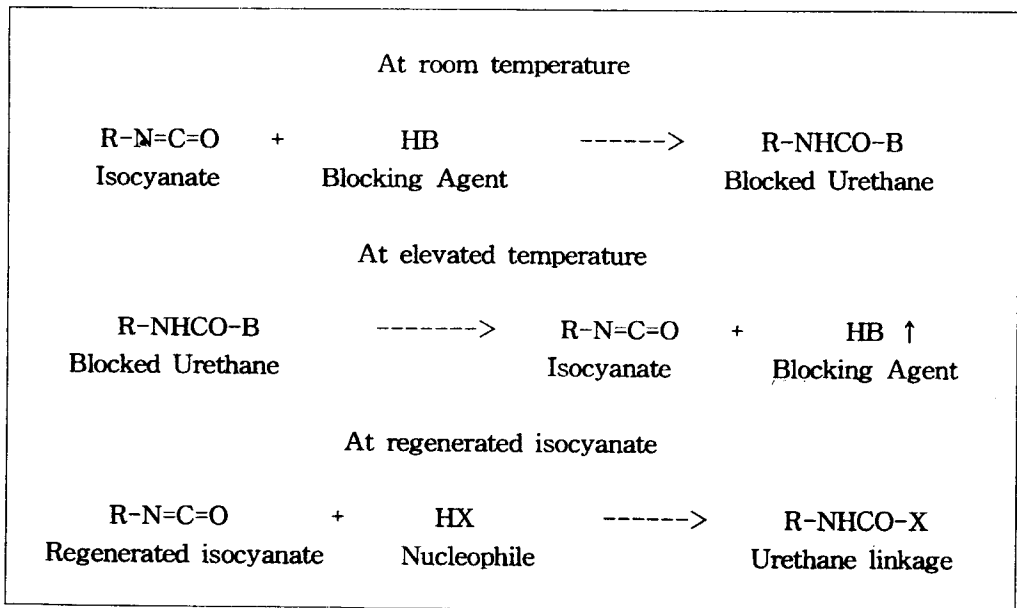 At room temperature
R-N=C=O + HB ------> R-NHCO-B
Isocyanate Blocking Agent Blocked Urethane
At elevated temperature
R-NHCO-B -------> R-N=C=O + HB ↑
Blocked Urethane Isocyanate Blocking Agent
At regenerated isocyanate
R-N=C=O + HX ------> R-NHCO-X
Regenerated isocyanate Nucleophile Urethane linkage